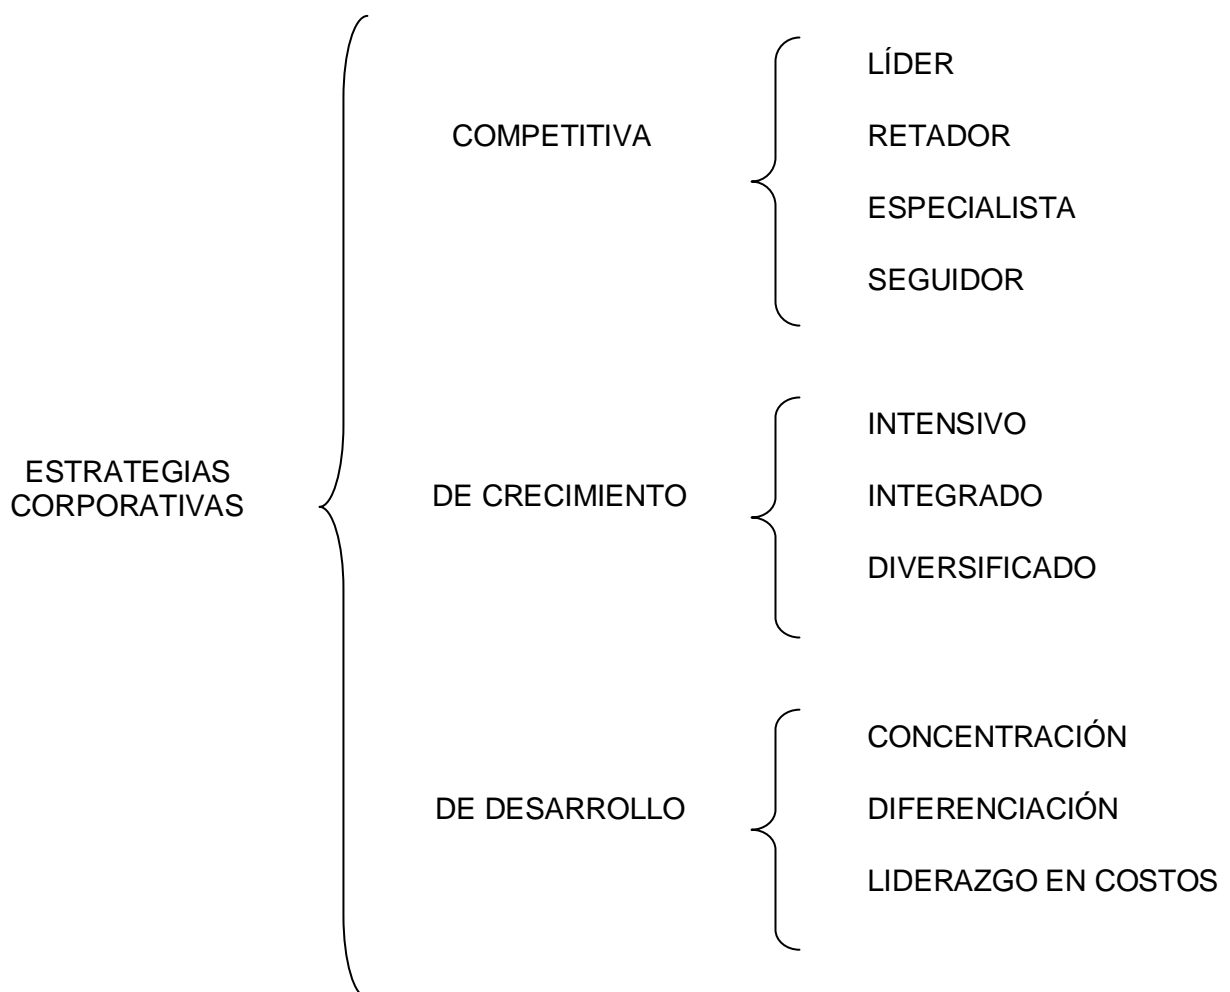 ESTRATEGIAS
CORPORATIVAS
COMPETITIVA
LÍDER
RETADOR
ESPECIALISTA
SEGUIDOR
DE CRECIMIENTO
INTENSIVO
INTEGRADO
DIVERSIFICADO
DE DESARROLLO
CONCENTRACIÓN
DIFERENCIACIÓN
LIDERAZGO EN COSTOS